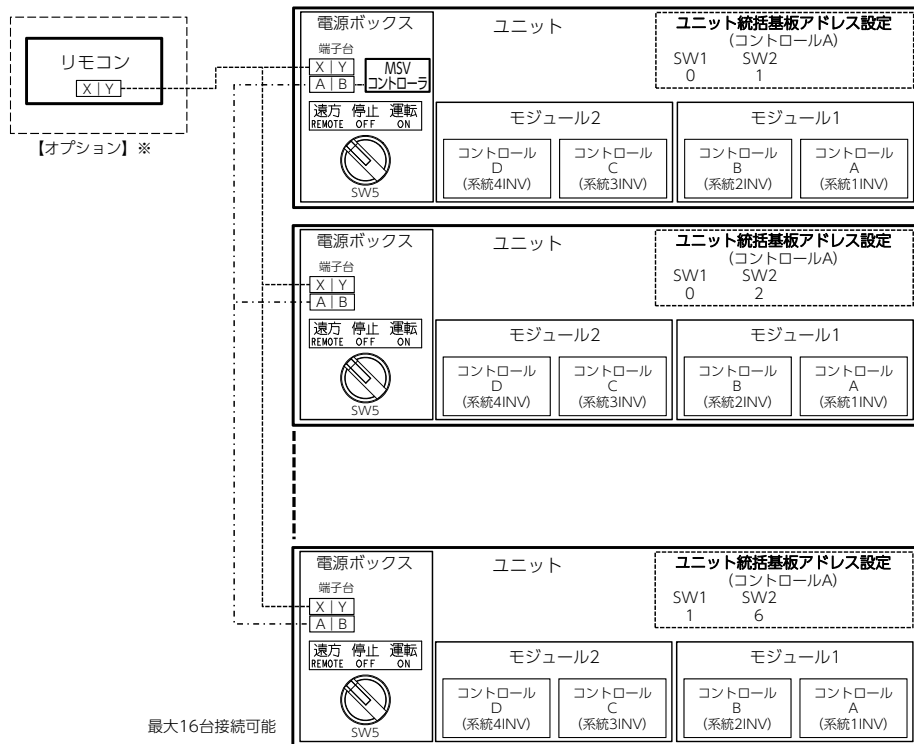 リモコン
X|Y
【オプション】※
電源ボックス
端子台
X|Y
A|B
MSV
コントローラ
遠方 停止 運転
REMOTE OFF ON
SW5
ユニット
ユニット統括基板アドレス設定
(コントロールA)
SW1 SW2
0 1
モジュール2
コントロール
D
(系統4INV)
コントロール
C
(系統3INV)
モジュール1
コントロール
B
(系統2INV)
コントロール
A
(系統1INV)
電源ボックス
端子台
X|Y
A|B
遠方 停止 運転
REMOTE OFF ON
SW5
ユニット
ユニット統括基板アドレス設定
(コントロールA)
SW1 SW2
0 2
モジュール2
コントロール
D
(系統4INV)
コントロール
C
(系統3INV)
モジュール1
コントロール
B
(系統2INV)
コントロール
A
(系統1INV)
電源ボックス
端子台
X|Y
A|B
遠方 停止 運転
REMOTE OFF ON
SW5
ユニット
ユニット統括基板アドレス設定
(コントロールA)
SW1 SW2
1 6
モジュール2
コントロール
D
(系統4INV)
コントロール
C
(系統3INV)
モジュール1
コントロール
B
(系統2INV)
コントロール
A
(系統1INV)
最大16台接続可能